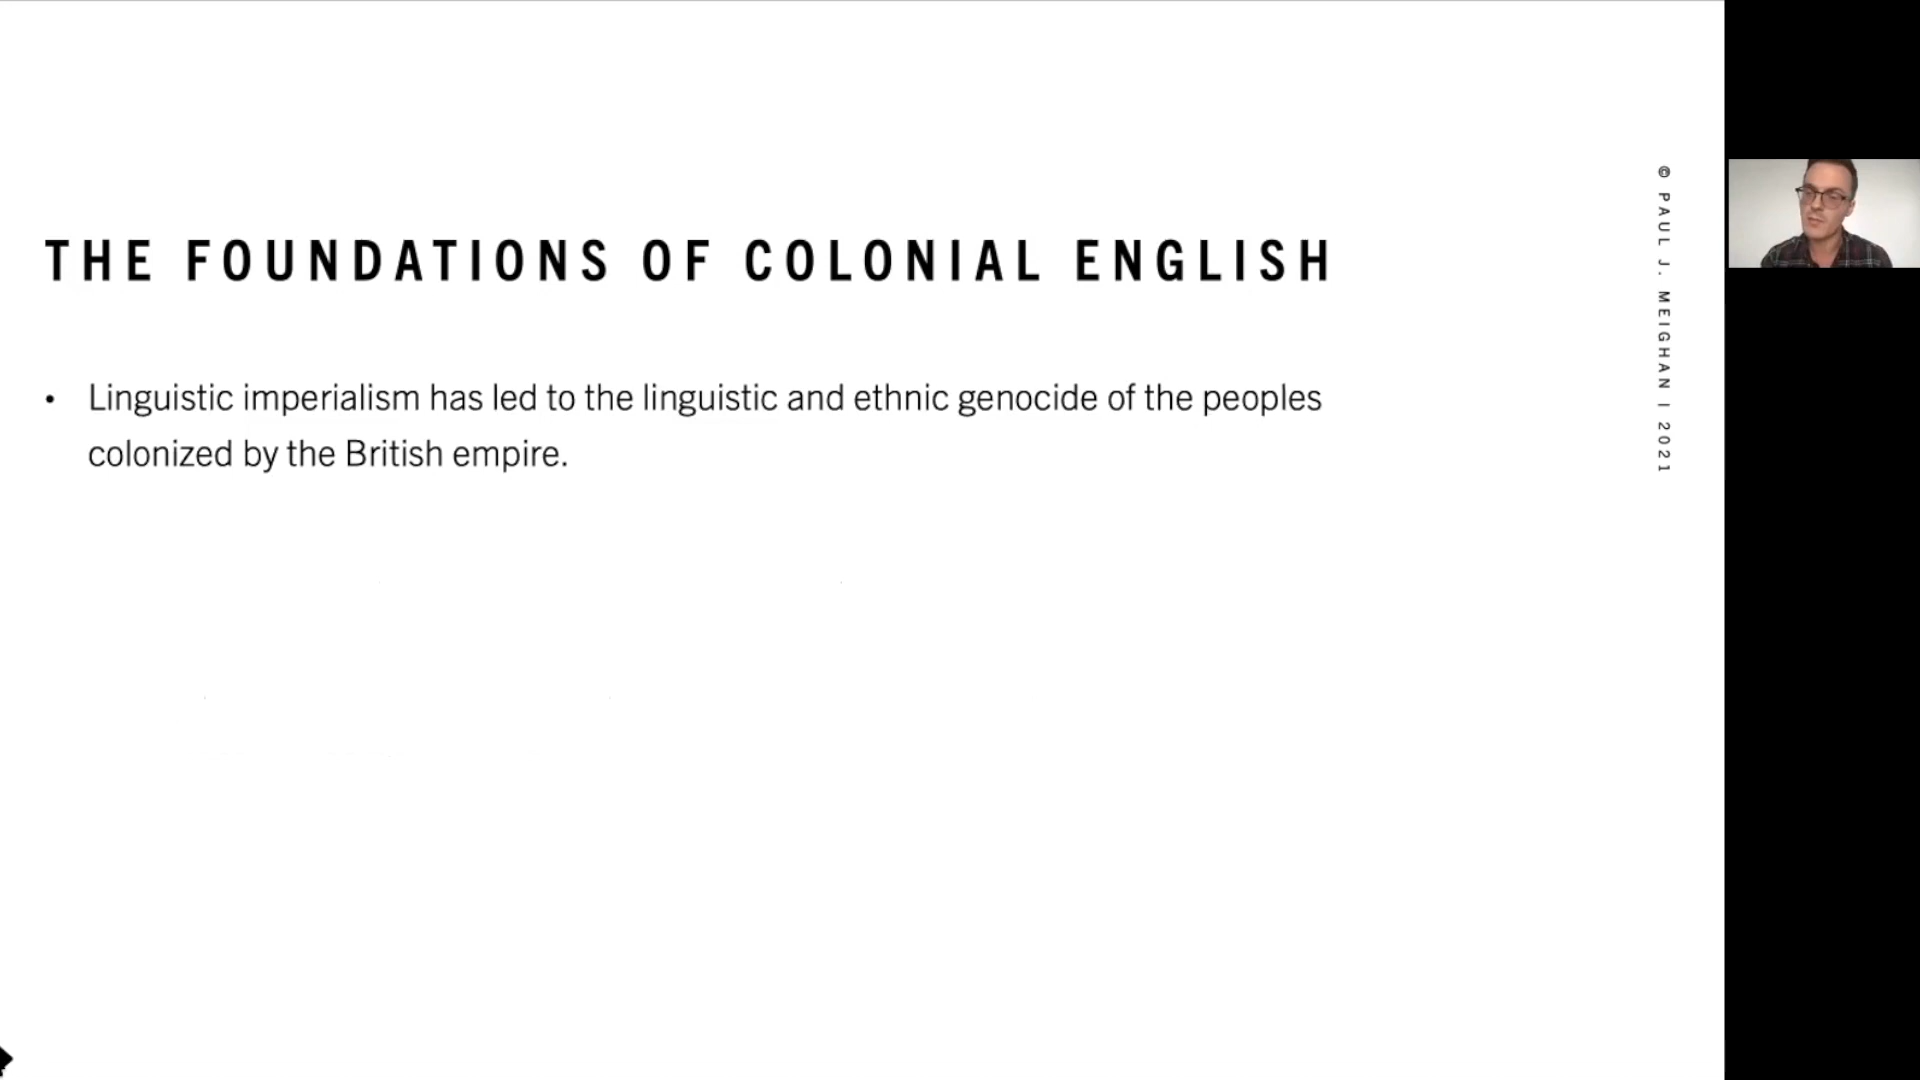 THE FOUNDATIONS OF COLONIAL ENGLISH
• Linguistic imperialism has led to the linguistic and ethnic genocide of the peoples
colonized by the British empire.
© PAUL J. MEIGHAN | 2021